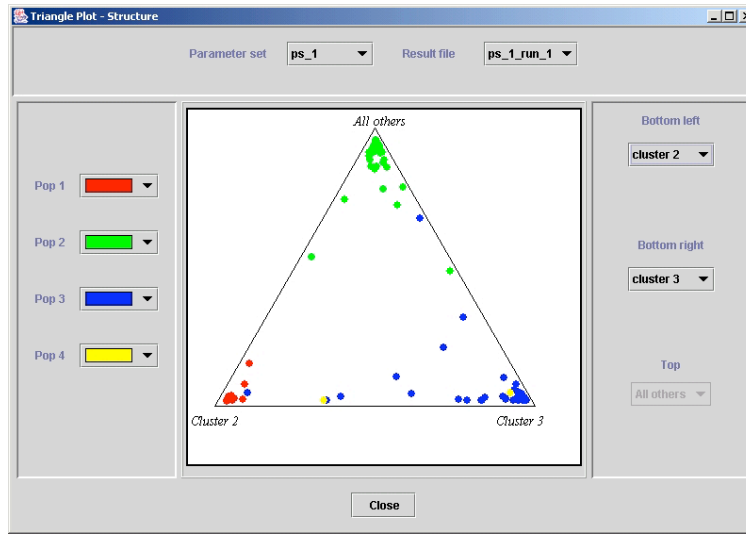 Triangle Plot - Structure
Parameter set ps_1 Result file ps_1_run_1
Pop 1
Pop 2
Pop 3
Pop 4
All others
Cluster 2 Cluster 3
Bottom left
cluster 2
Bottom right
cluster 3
Top
All others
Close